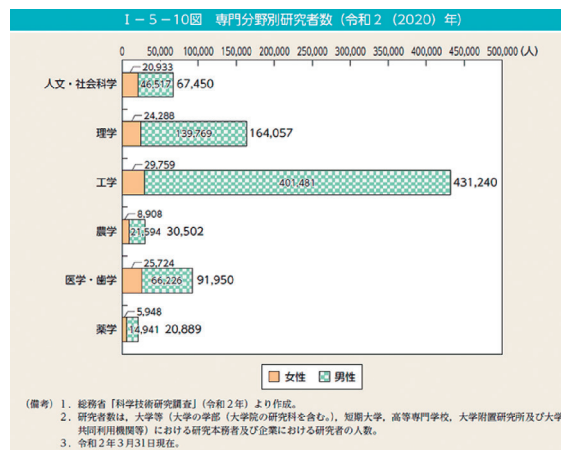 I－5－10図 専門分野別研究者数（令和2（2020）年）
0 50,000 100,000 150,000 200,000 250,000 300,000 350,000 400,000 450,000 500,000 (人)
20,933
人文・社会科学 46,517 67,450
24,288
理学 139,769 164,057
29,759
工学 401,481 431,240
8,908
農学 21,594 30,502
25,724
医学・歯学 66,226 91,950
5,948
薬学 14,941 20,889
女性 男性
（備考）1．総務省「科学技術研究調査」（令和2年）より作成。
2．研究者数は，大学等（大学の学部（大学院の研究科を含む。），短期大学，高等専門学校，大学附置研究所及び大学
共同利用機関等）における研究本務者及び企業における研究者の人数。
3．令和2年3月31日現在。